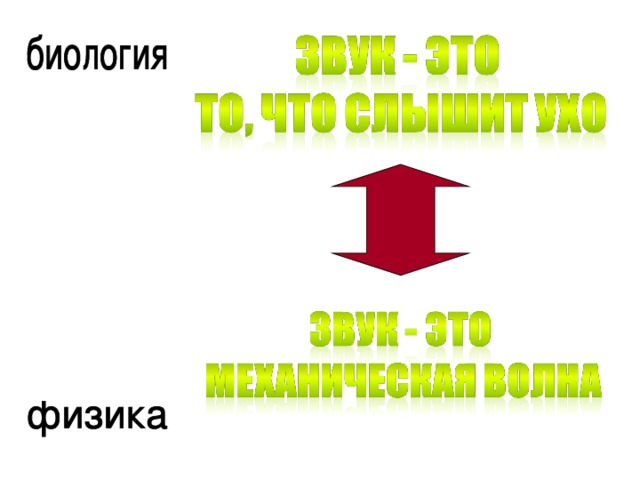 биология
ЗВУК - ЭТО
ТО, ЧТО СЛЫШИТ УХО
ЗВУК - ЭТО
МЕХАНИЧЕСКАЯ ВОЛНА
физика